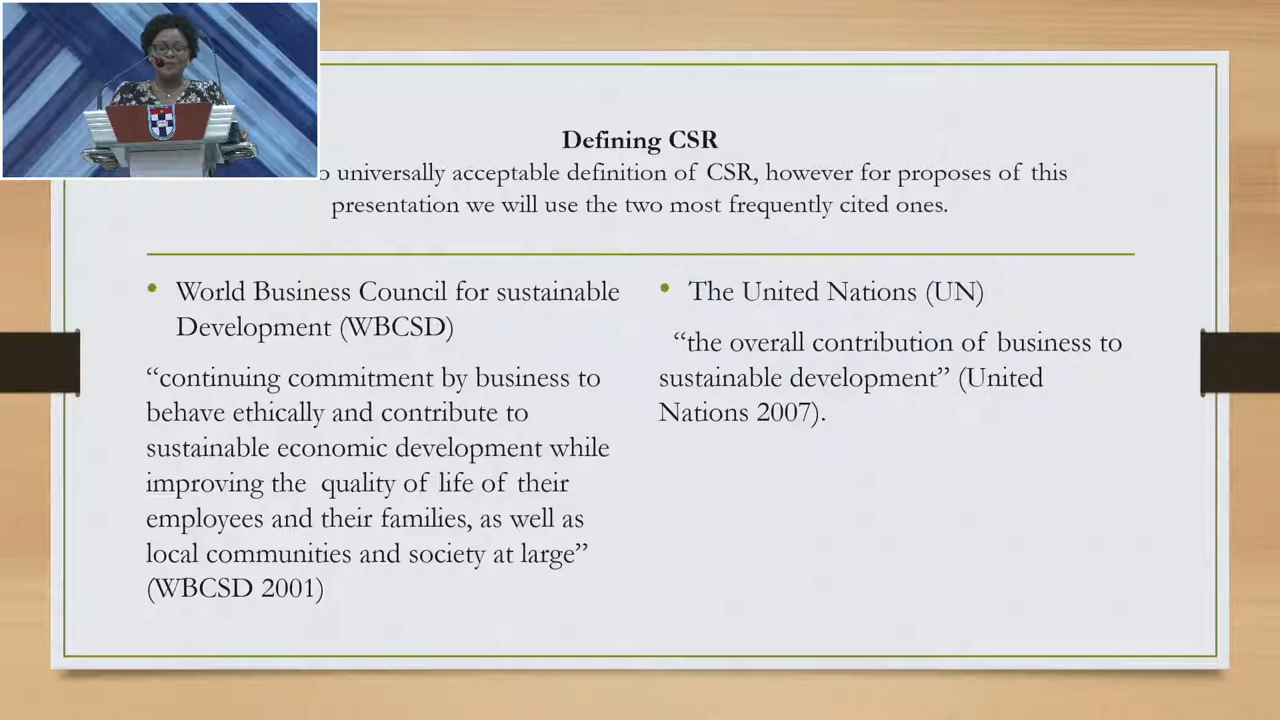 Defining CSR
universally acceptable definition of CSR, however for proposes of this
presentation we will use the two most frequently cited ones.
• World Business Council for sustainable
Development (WBCSD)
“continuing commitment by business to
behave ethically and contribute to
sustainable economic development while
improving the quality of life of their
employees and their families, as well as
local communities and society at large”
(WBCSD 2001)
• The United Nations (UN)
“the overall contribution of business to
sustainable development” (United
Nations 2007).